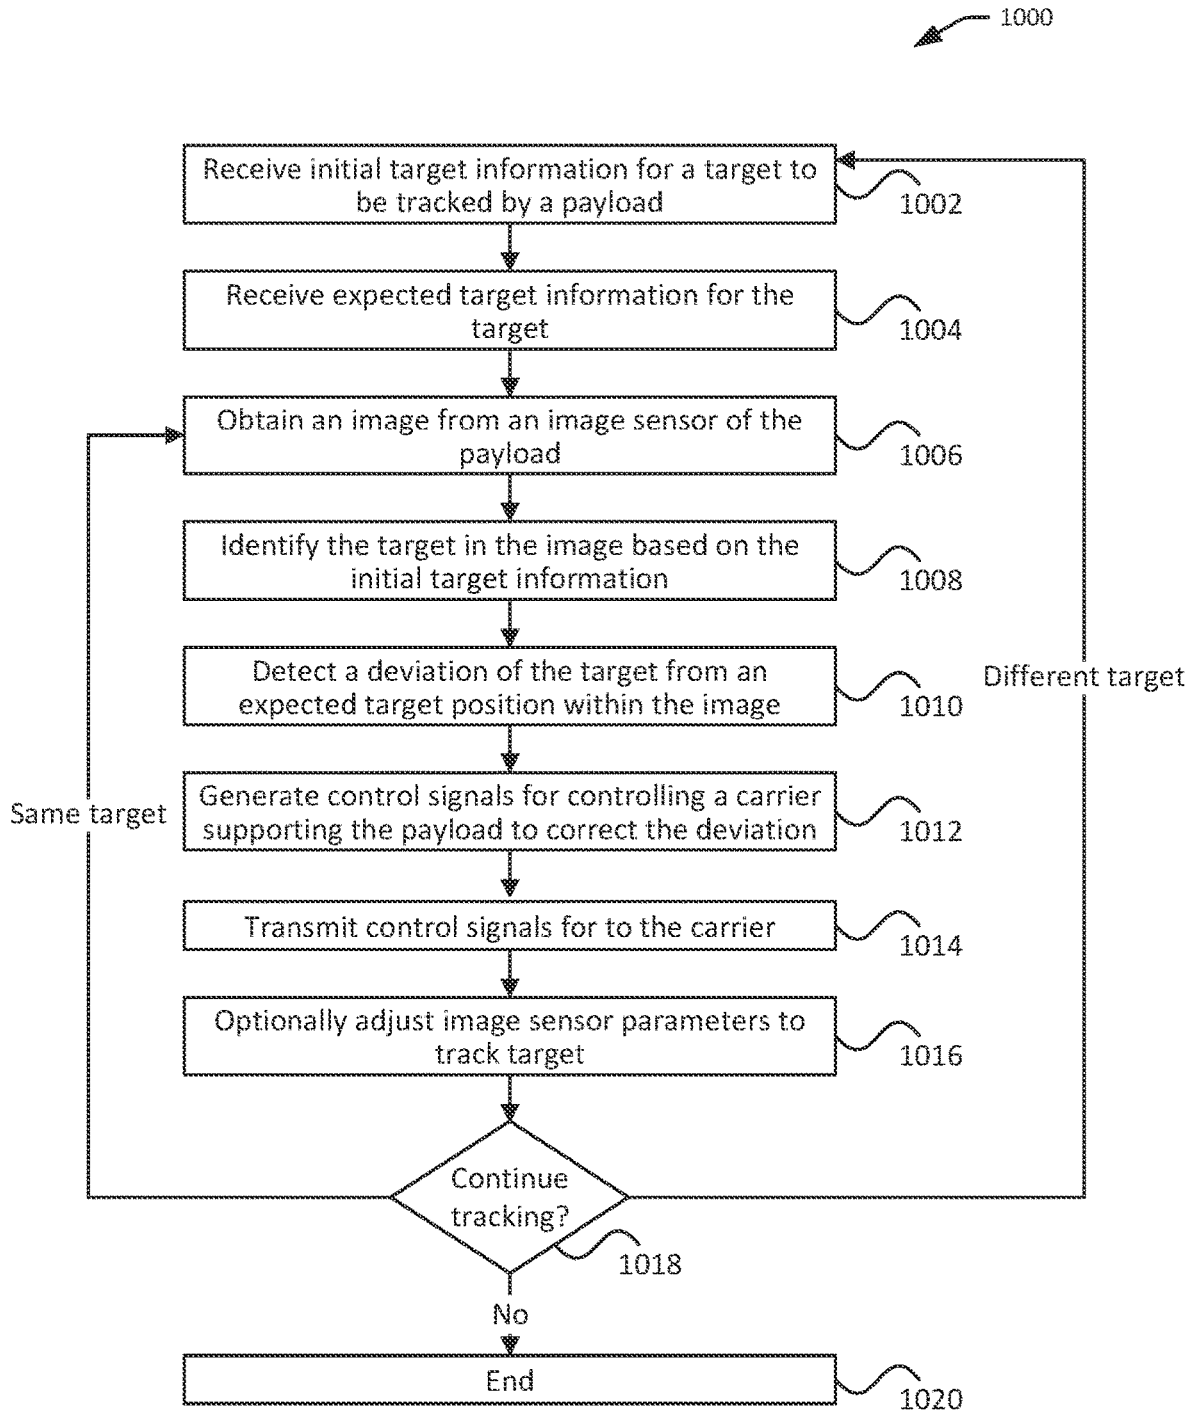 1000
Receive initial target information for a target to
be tracked by a payload
1002
Receive expected target information for the
target
1004
Obtain an image from an image sensor of the
payload
1006
Identify the target in the image based on the
initial target information
1008
Detect a deviation of the target from an
expected target position within the image
1010
Different target
Generate control signals for controlling a carrier
supporting the payload to correct the deviation
1012
Same target
Transmit control signals for to the carrier
1014
Optionally adjust image sensor parameters to
track target
1016
Continue
tracking?
1018
No
End
1020